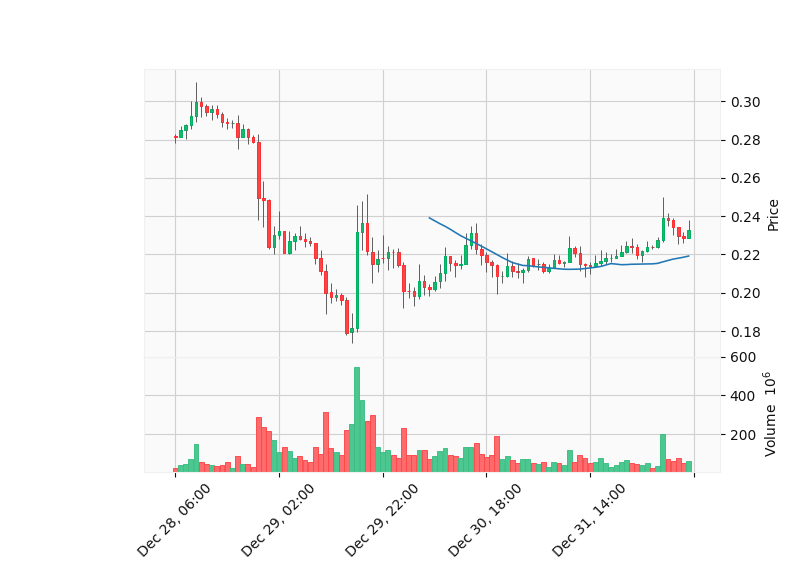 0.30
0.28
0.26
0.24
0.22
0.20
0.18
Price
600
400
200
Volume 10^6
Dec 28, 06:00
Dec 29, 02:00
Dec 29, 22:00
Dec 30, 18:00
Dec 31, 14:00